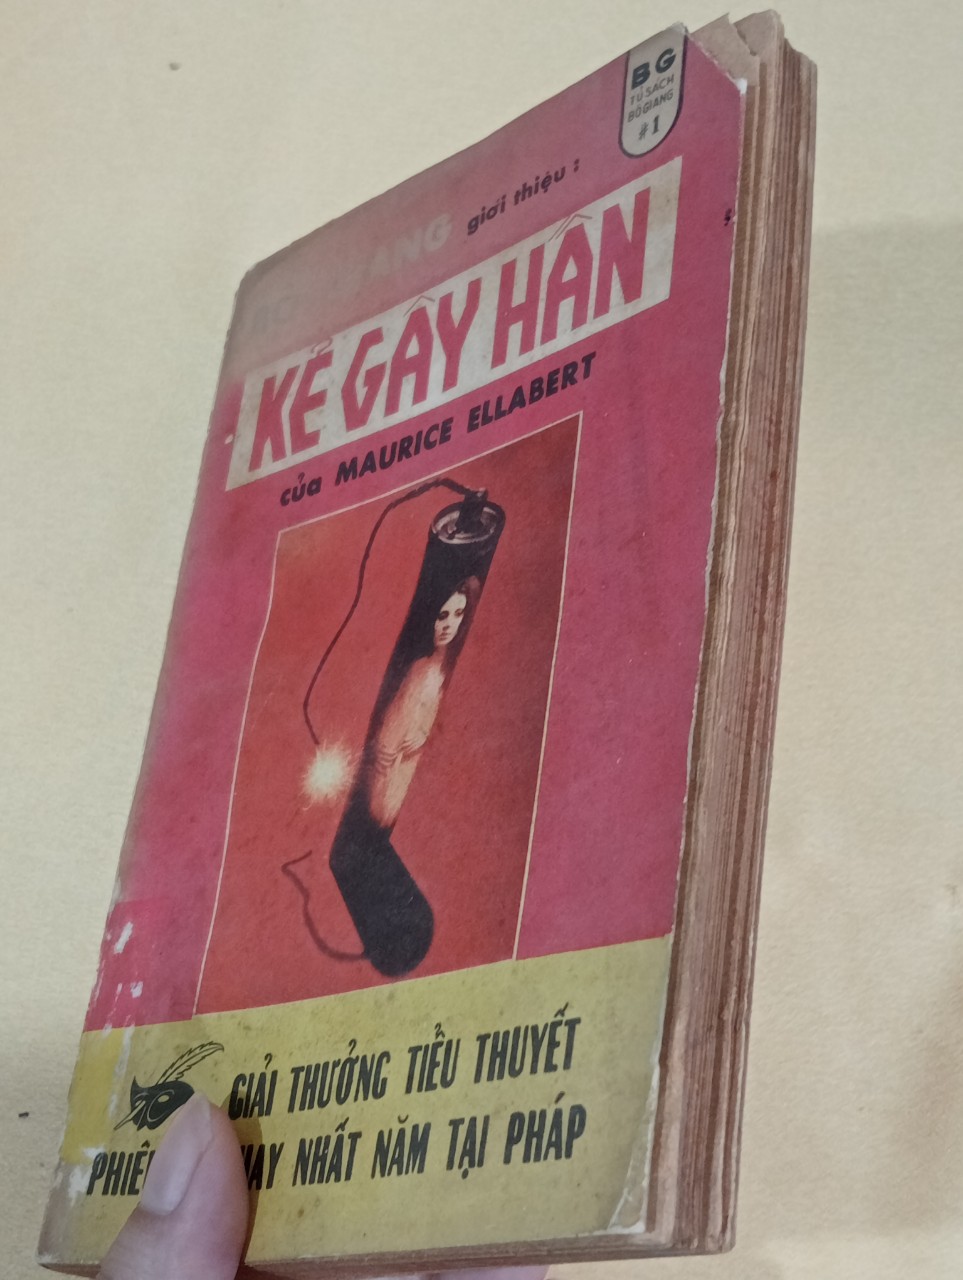 BG
TỦ SÁCH
BỒ GIANG
#1
giới thiệu :
KẺ GÂY HẤN
của MAURICE ELLABERT
GIẢI THƯỞNG TIỂU THUYẾT
HAY NHẤT NĂM TẠI PHÁP